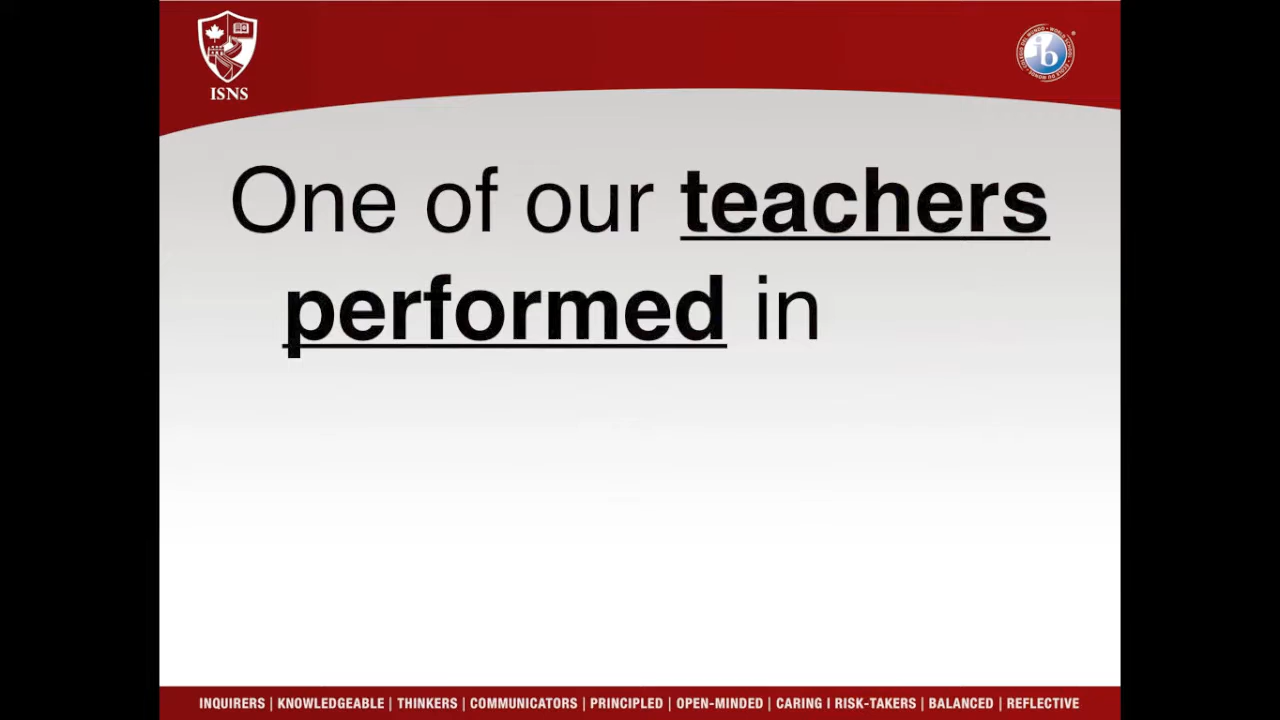 ISNS
ib
One of our teachers
performed in
INQUIRERS | KNOWLEDGEABLE | THINKERS | COMMUNICATORS | PRINCIPLED | OPEN-MINDED | CARING I RISK-TAKERS | BALANCED | REFLECTIVE